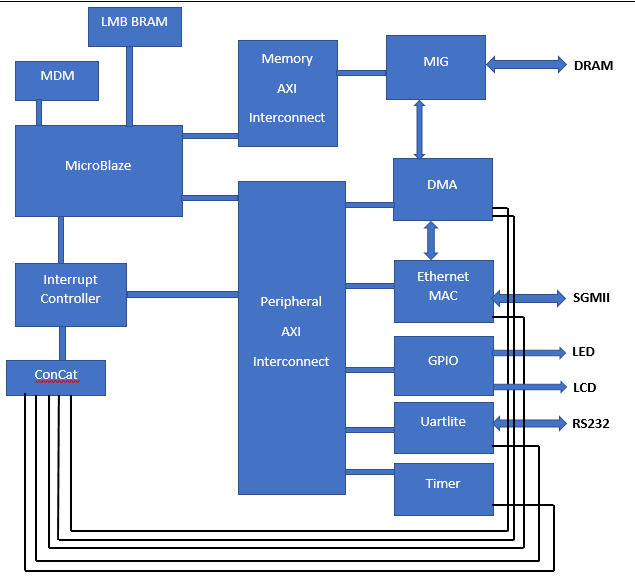 LMB BRAM
MDM
Memory
AXI
Interconnect
MIG
DRAM
MicroBlaze
DMA
Interrupt
Controller
Peripheral
AXI
Interconnect
Ethernet
MAC
SGMII
ConCat
GPIO
LED
LCD
Uartlite
RS232
Timer